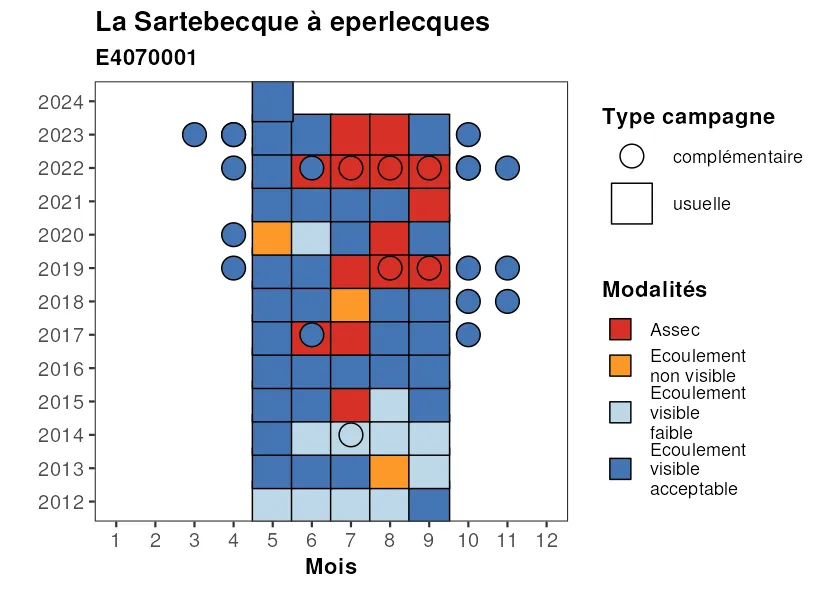 La Sartebecque à eperlecques
E4070001
2024
2023
2022
2021
2020
2019
2018
2017
2016
2015
2014
2013
2012
1 2 3 4 5 6 7 8 9 10 11 12
Mois
Type campagne
complémentaire
usuelle
Modalités
Assec
Ecoulement
non visible
Ecoulement
visible
faible
Ecoulement
visible
acceptable